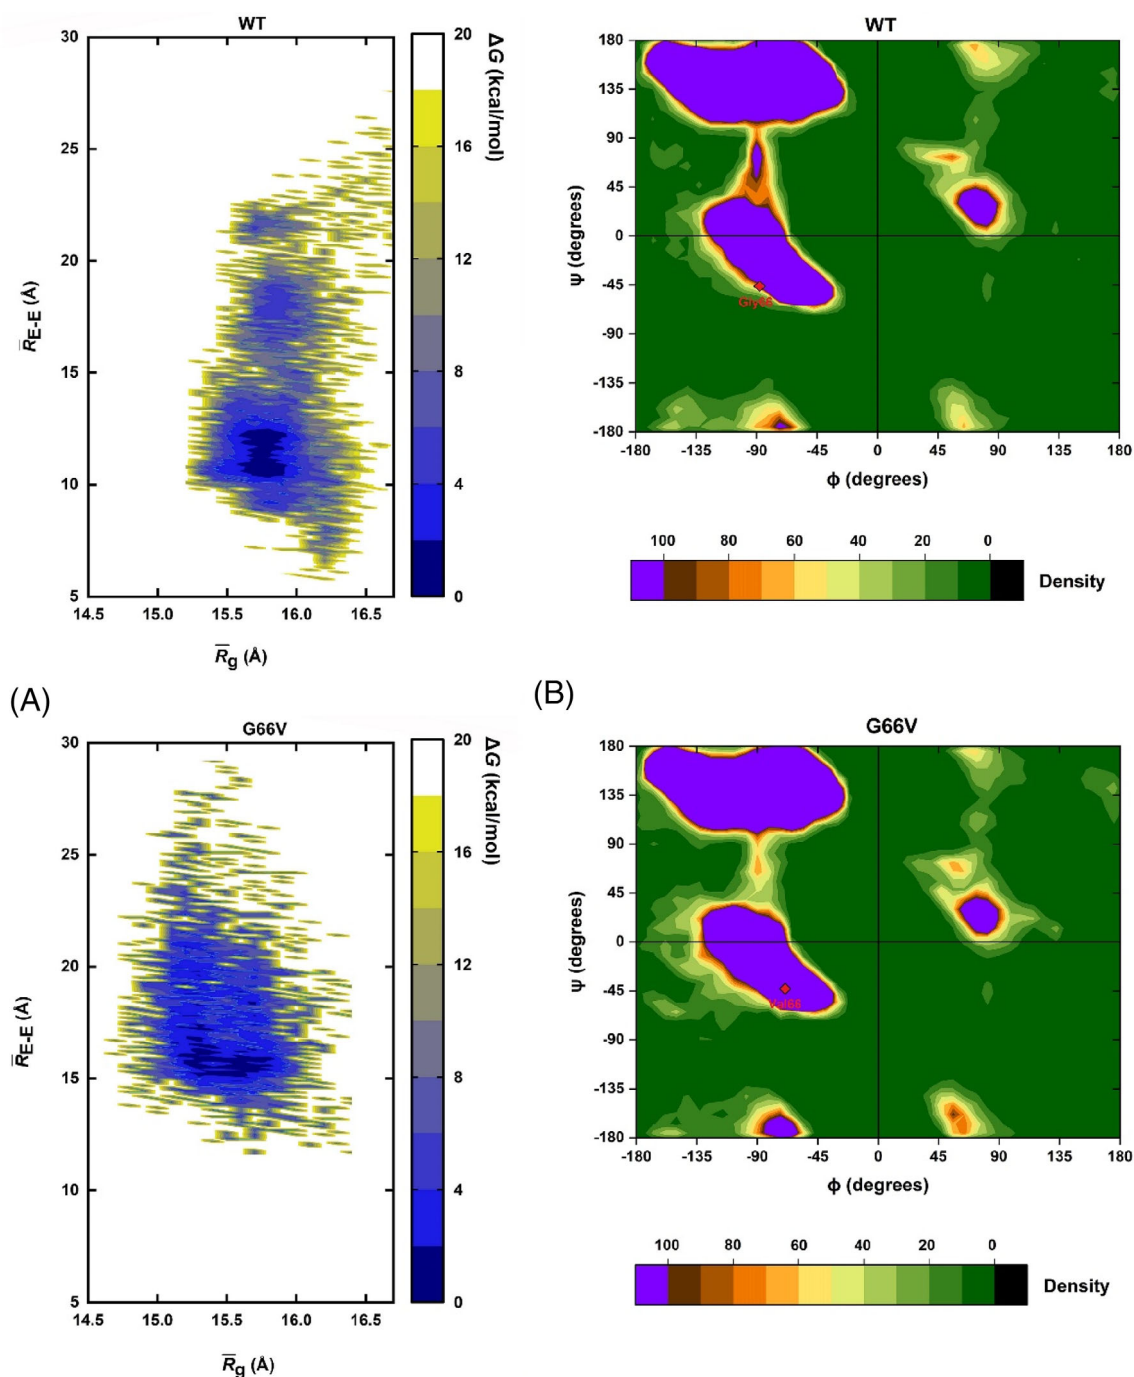 WT
30
25
20
15
10
5
R̅E-E (Å)
14.5 15.0 15.5 16.0 16.5
R̅g (Å)
20
16
12
8
4
0
ΔG (kcal/mol)
WT
180
135
90
45
0
-45
-90
-135
-180
ψ (degrees)
Gly66
-180 -135 -90 -45 0 45 90 135 180
ϕ (degrees)
100 80 60 40 20 0
Density
(A)
(B)
G66V
30
25
20
15
10
5
R̅E-E (Å)
14.5 15.0 15.5 16.0 16.5
R̅g (Å)
20
16
12
8
4
0
ΔG (kcal/mol)
G66V
180
135
90
45
0
-45
-90
-135
-180
ψ (degrees)
Val66
-180 -135 -90 -45 0 45 90 135 180
ϕ (degrees)
100 80 60 40 20 0
Density